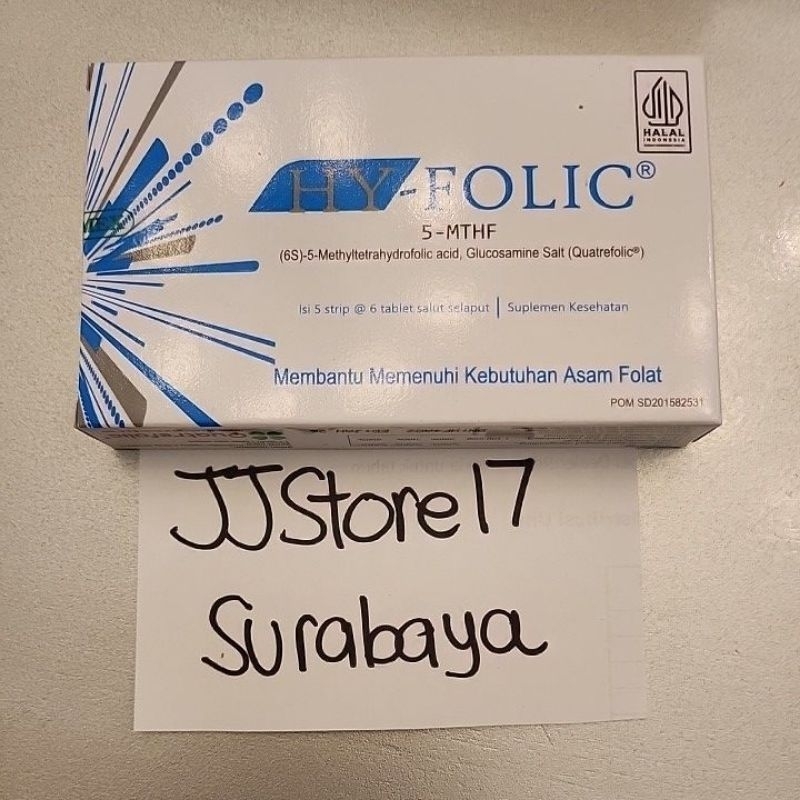 HALAL
INDONESIA
HY-FOLIC®
5-MTHF
(6S)-5-Methyltetrahydrofolic acid, Glucosamine Salt (Quatrefolic®)
Isi 5 strip @ 6 tablet salut selaput | Suplemen Kesehatan
Membantu Memenuhi Kebutuhan Asam Folat
POM SD201582531
Quatrefolic
JJStore17
Surabaya